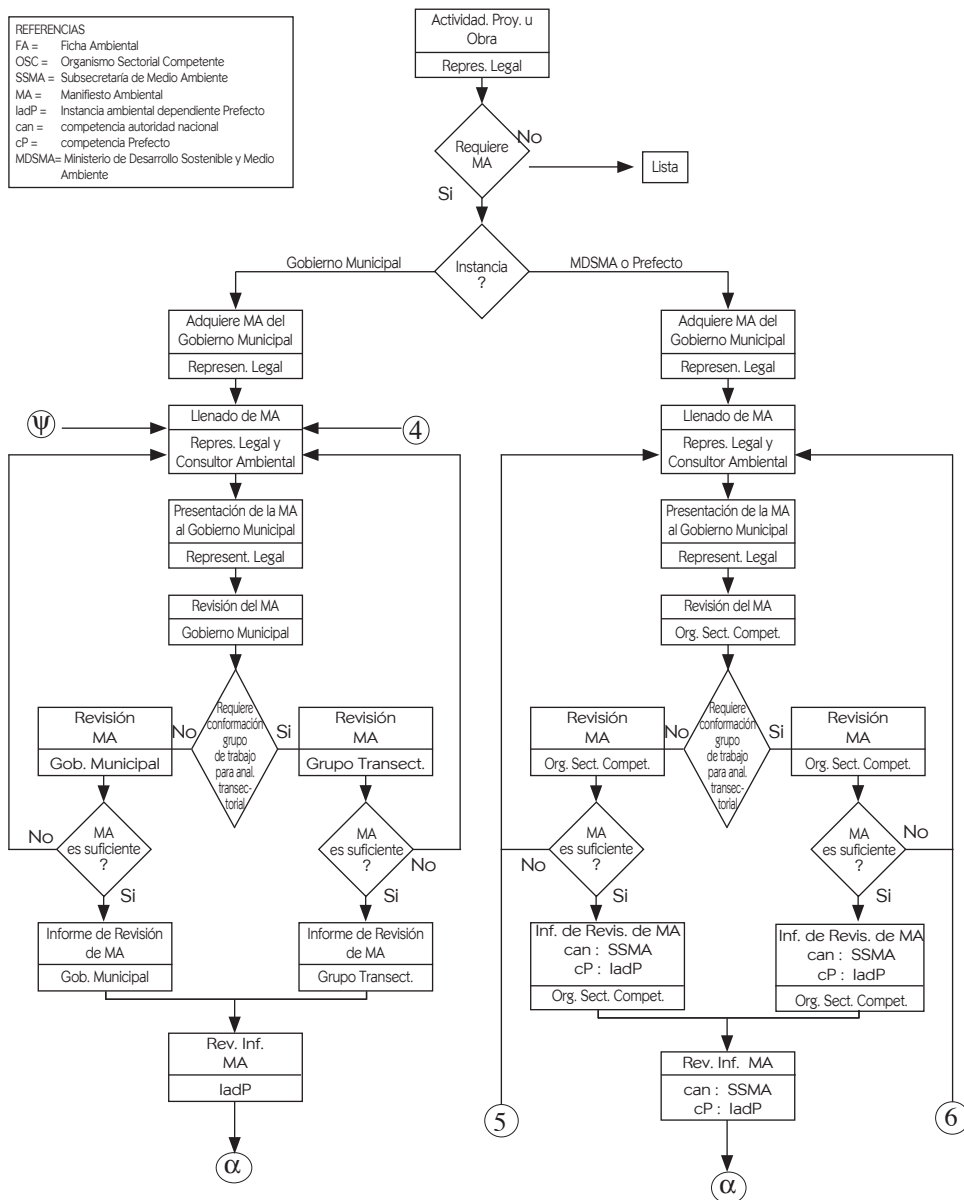 REFERENCIAS
FA = Ficha Ambiental
OSC = Organismo Sectorial Competente
SSMA = Subsecretaría de Medio Ambiente
MA = Manifiesto Ambiental
IadP = Instancia ambiental dependiente Prefecto
can = competencia autoridad nacional
cP = competencia Prefecto
MDSMA= Ministerio de Desarrollo Sostenible y Medio
Ambiente
Actividad. Proy. u
Obra
Repres. Legal
Requiere
MA
No
Lista
Si
Instancia
?
Gobierno Municipal
MDSMA o Prefecto
Adquiere MA del
Gobierno Municipal
Represen. Legal
Llenado de MA
Repres. Legal y
Consultor Ambiental
Ψ
4
Presentación de la MA
al Gobierno Municipal
Represent. Legal
Revisión del MA
Gobierno Municipal
Requiere
conformación
grupo
de trabajo
para anal.
transec-
torial
No
Si
Revisión
MA
Gob. Municipal
Revisión
MA
Grupo Transect.
MA
es suficiente
?
No
Si
MA
es suficiente
?
No
Si
Informe de Revisión
de MA
Gob. Municipal
Informe de Revisión
de MA
Grupo Transect.
Rev. Inf.
MA
IadP
α
Adquiere MA del
Gobierno Municipal
Represen. Legal
Llenado de MA
Repres. Legal y
Consultor Ambiental
Presentación de la MA
al Gobierno Municipal
Represent. Legal
Revisión del MA
Org. Sect. Compet.
Requiere
conformación
grupo
de trabajo
para anal.
transec-
torial
No
Si
Revisión
MA
Org. Sect. Compet.
Revisión
MA
Org. Sect. Compet.
MA
es suficiente
?
No
Si
MA
es suficiente
?
No
Si
Inf. de Revis. de MA
can : SSMA
cP : IadP
Org. Sect. Compet.
Inf. de Revis. de MA
can : SSMA
cP : IadP
Org. Sect. Compet.
Rev. Inf. MA
can : SSMA
cP : IadP
5
6
α